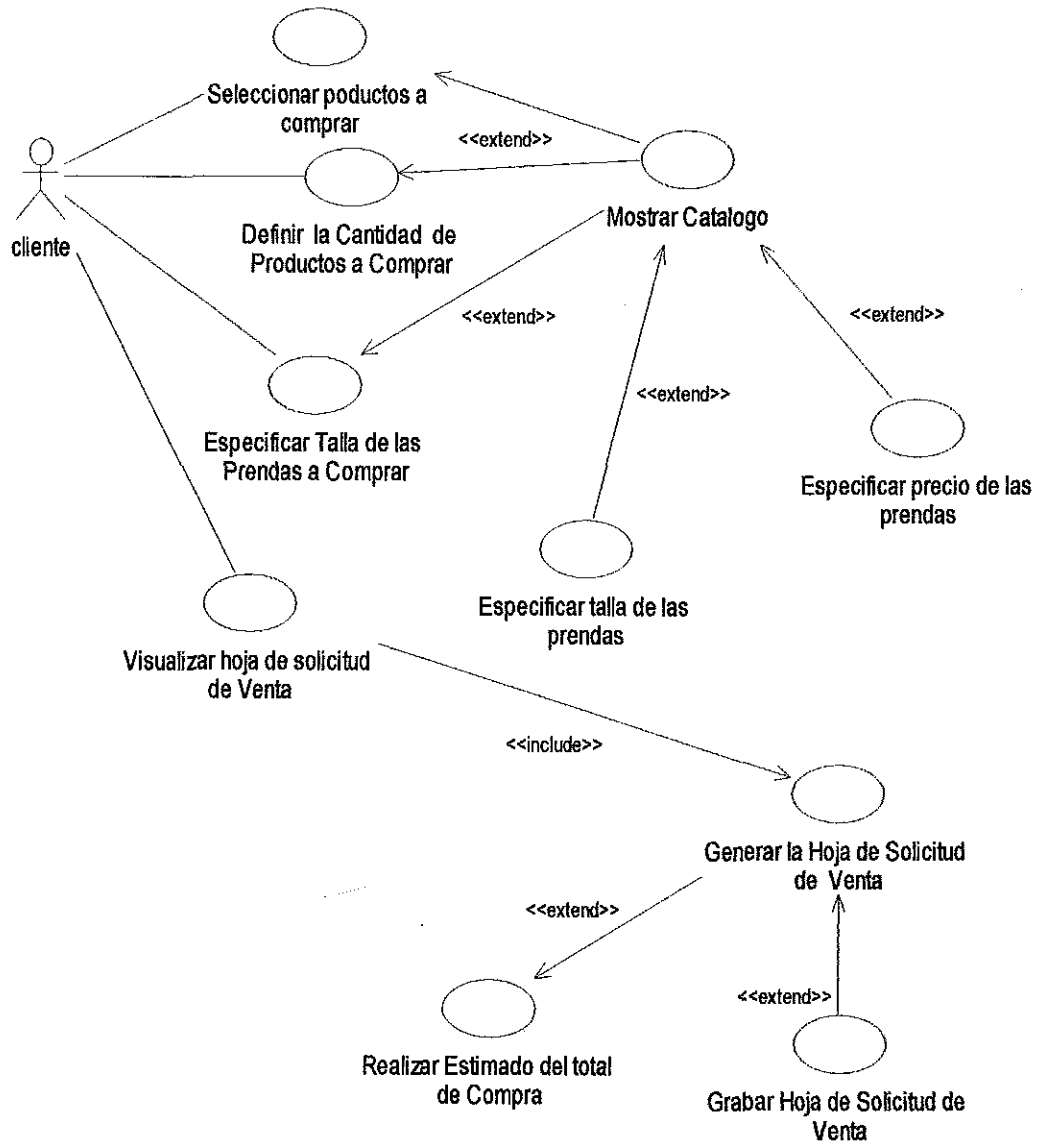 Seleccionar poductos a
comprar
<<extend>>
cliente
Definir la Cantidad de
Productos a Comprar
Mostrar Catalogo
<<extend>>
<<extend>>
<<extend>>
Especificar Talla de las
Prendas a Comprar
Especificar precio de las
prendas
Especificar talla de las
prendas
Visualizar hoja de solicitud
de Venta
<<include>>
Generar la Hoja de Solicitud
de Venta
<<extend>>
<<extend>>
Realizar Estimado del total
de Compra
Grabar Hoja de Solicitud de
Venta